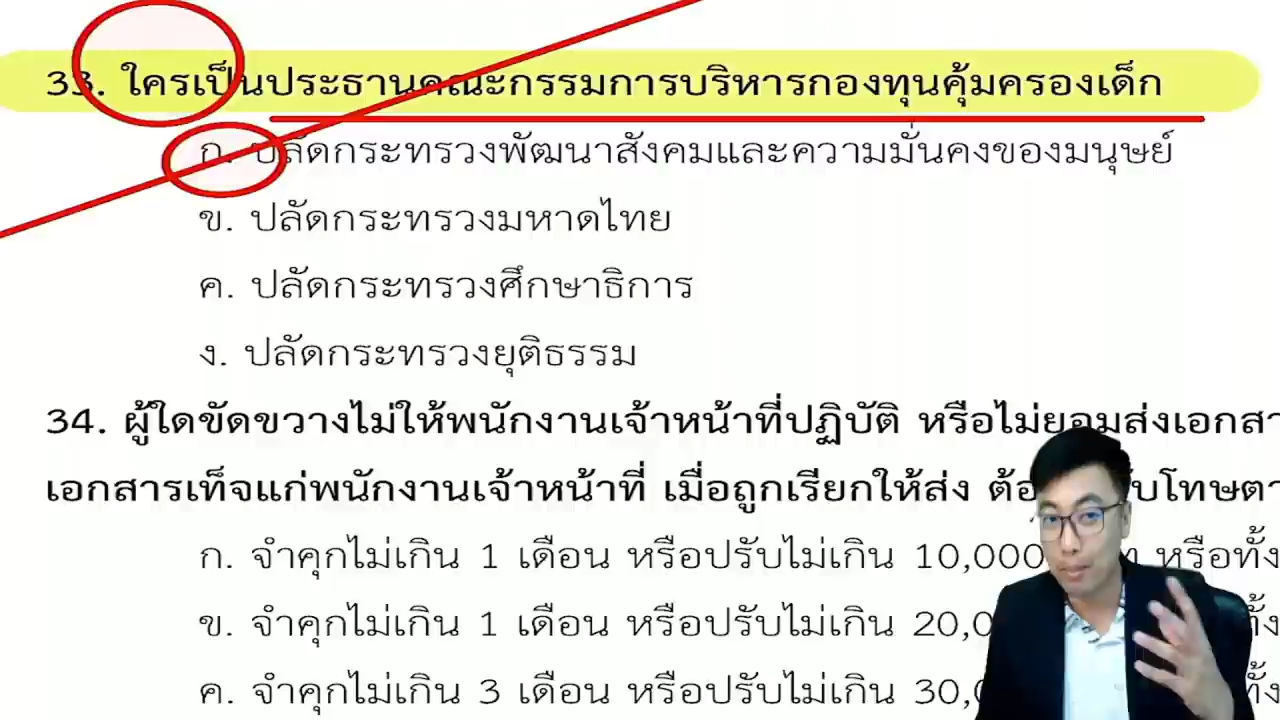 33. ใครเป็นประธานคณะกรรมการบริหารกองทุนคุ้มครองเด็ก
ก. ปลัดกระทรวงพัฒนาสังคมและความมั่นคงของมนุษย์
ข. ปลัดกระทรวงมหาดไทย
ค. ปลัดกระทรวงศึกษาธิการ
ง. ปลัดกระทรวงยุติธรรม
34. ผู้ใดขัดขวางไม่ให้พนักงานเจ้าหน้าที่ปฏิบัติ หรือไม่ยอมส่งเอกสา
เอกสารเท็จแก่พนักงานเจ้าหน้าที่ เมื่อถูกเรียกให้ส่ง
ก. จำคุกไม่เกิน 1 เดือน หรือปรับไม่เกิน 10,000 หรือทั้ง
ข. จำคุกไม่เกิน 1 เดือน หรือปรับไม่เกิน
ค. จำคุกไม่เกิน 3 เดือน หรือปรับไม่เกิน